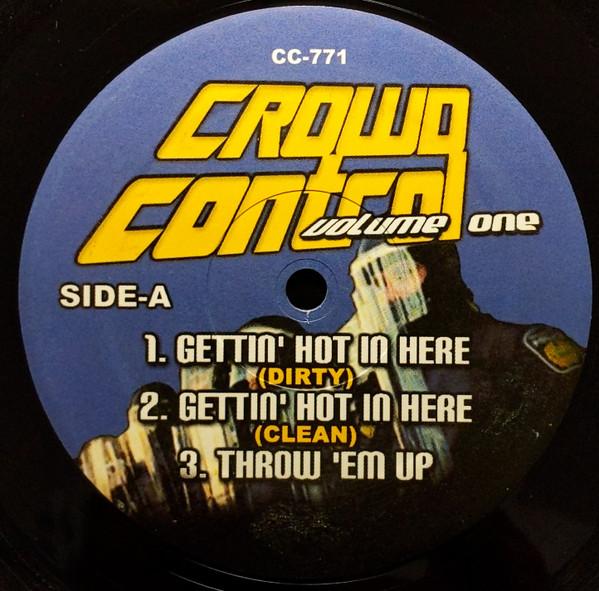 CC-771
CROWD
CONTROL
VOLUME ONE
SIDE-A
1. GETTIN' HOT IN HERE
(DIRTY)
2. GETTIN' HOT IN HERE
(CLEAN)
3. THROW 'EM UP